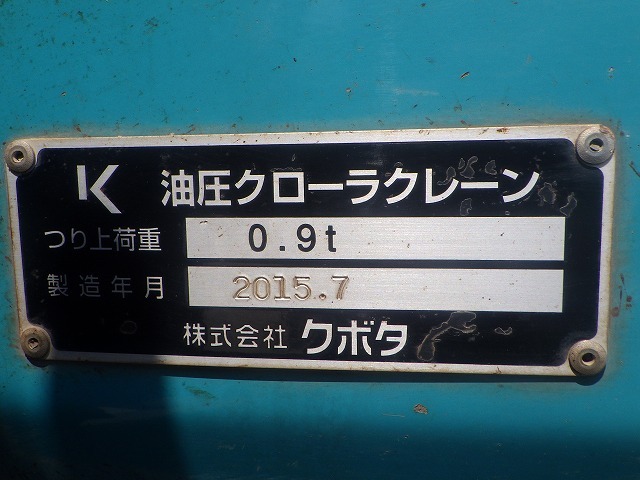 K 油圧クローラクレーン
つり上荷重 0.9t
製造年月 2015.7
株式会社 クボタ